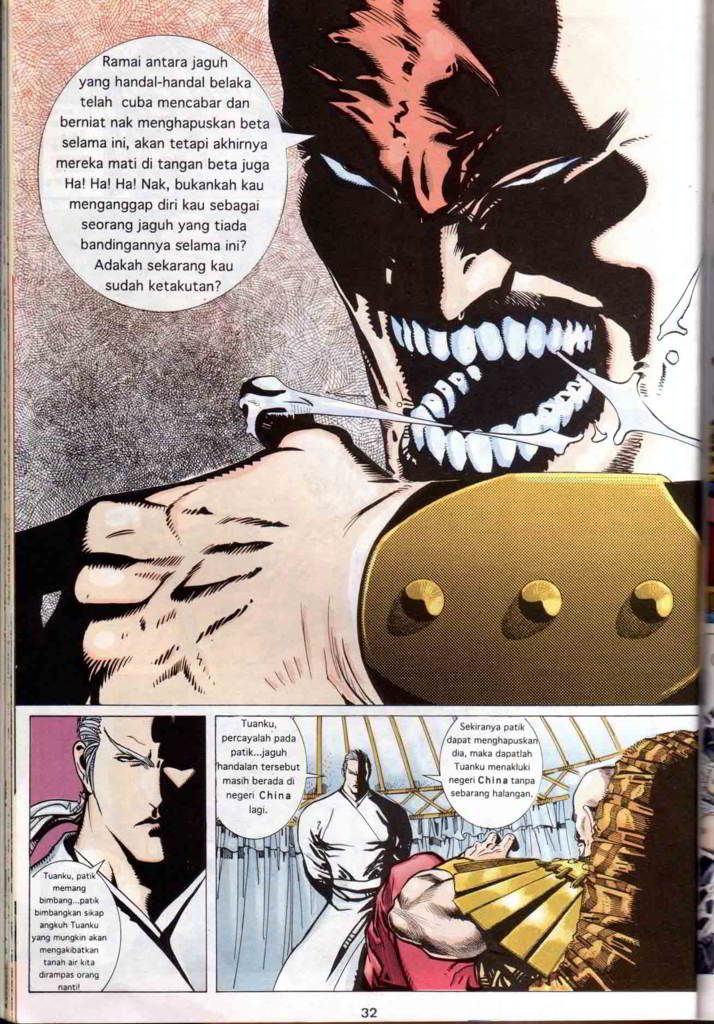 Ramai antara jaguh
yang handal-handal belaka
telah cuba mencabar dan
berniat nak menghapuskan beta
selama ini, akan tetapi akhirnya
mereka mati di tangan beta juga
Ha! Ha! Ha! Nak, bukankah kau
menganggap diri kau sebagai
seorang jaguh yang tiada
bandingannya selama ini?
Adakah sekarang kau
sudah ketakutan?
Tuanku, patik
memang
bimbang...patik
bimbangkan sikap
angkuh Tuanku
yang mungkin akan
mengakibatkan
tanah air kita
dirampas orang
nanti!
Tuanku,
percayalah pada
patik...jaguh
handalan tersebut
masih berada di
negeri China
lagi.
Sekiranya patik
dapat menghapuskan
dia, maka dapatlah
Tuanku menakluki
negeri China tanpa
sebarang halangan.
32